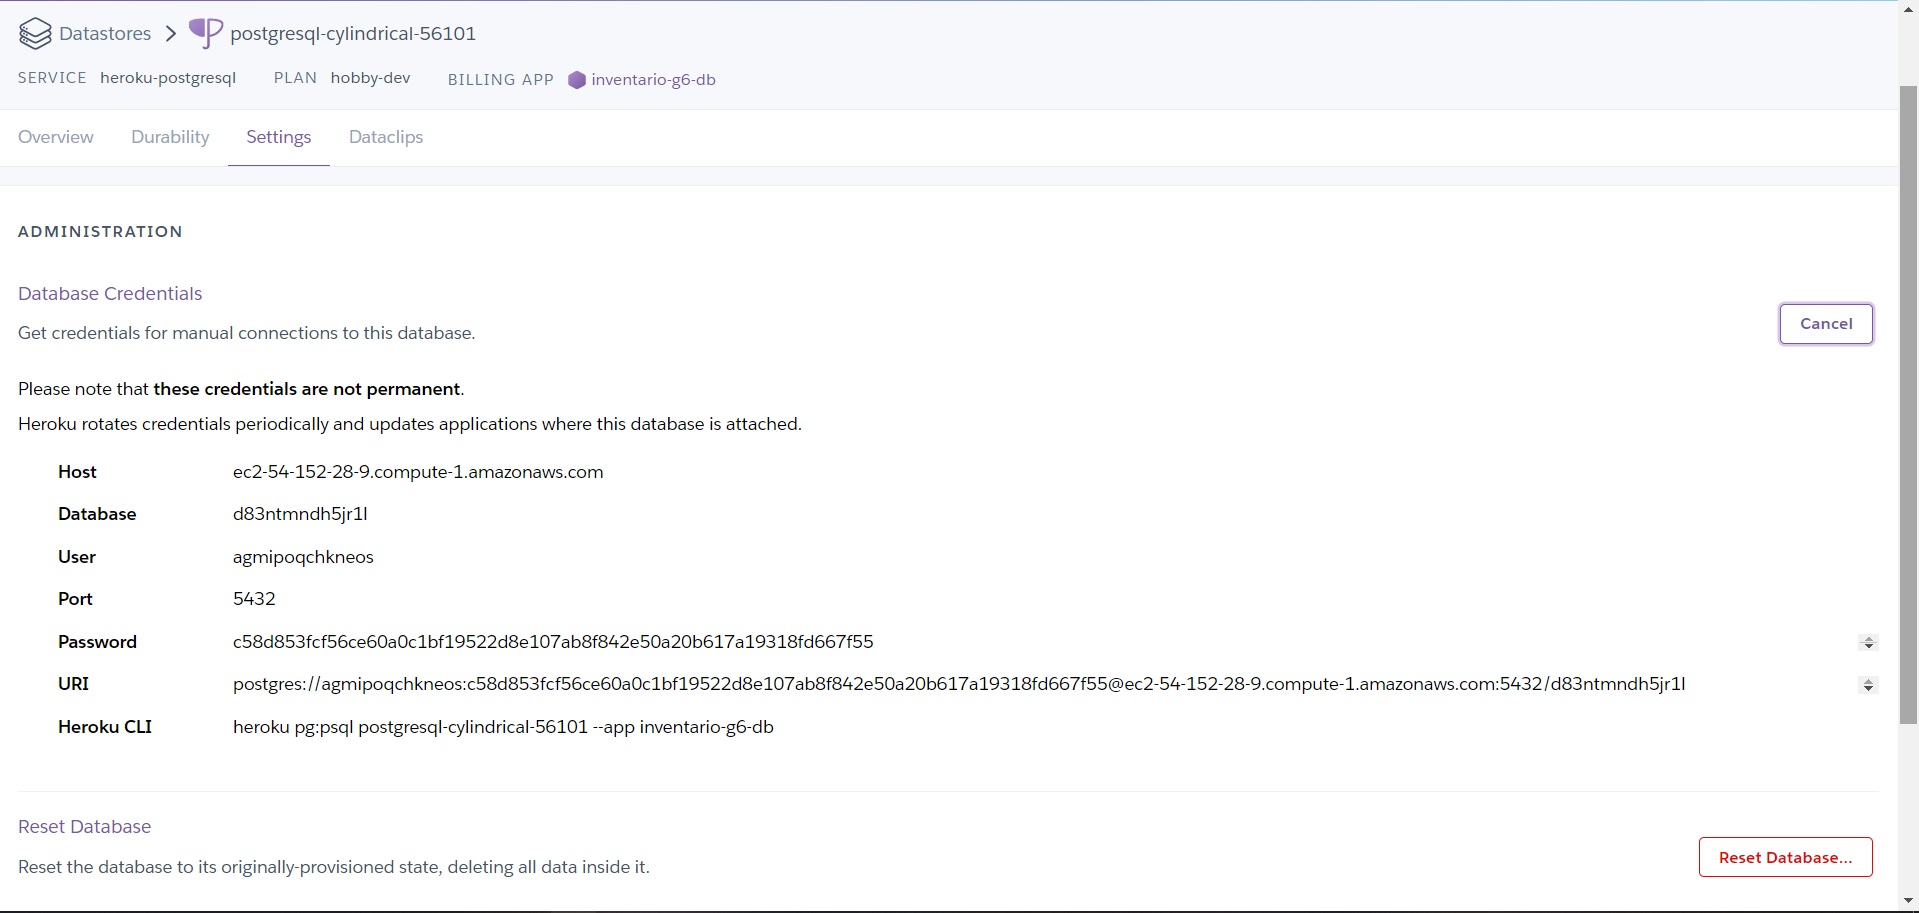 Datastores postgresql-cylindrical-56101
SERVICE heroku-postgresql PLAN hobby-dev BILLING APP inventario-g6-db
Overview Durability Settings Dataclips
ADMINISTRATION
Database Credentials
Get credentials for manual connections to this database.
Cancel
Please note that these credentials are not permanent.
Heroku rotates credentials periodically and updates applications where this database is attached.
Host ec2-54-152-28-9.compute-1.amazonaws.com
Database d83ntmndh5jr1l
User agmipoqchkneos
Port 5432
Password c58d853fcf56ce60a0c1bf19522d8e107ab8f842e50a20b617a19318fd667f55
URI postgres://agmipoqchkneos:c58d853fcf56ce60a0c1bf19522d8e107ab8f842e50a20b617a19318fd667f55@ec2-54-152-28-9.compute-1.amazonaws.com:5432/d83ntmndh5jr1l
Heroku CLI heroku pg:psql postgresql-cylindrical-56101 --app inventario-g6-db
Reset Database
Reset the database to its originally-provisioned state, deleting all data inside it.
Reset Database...